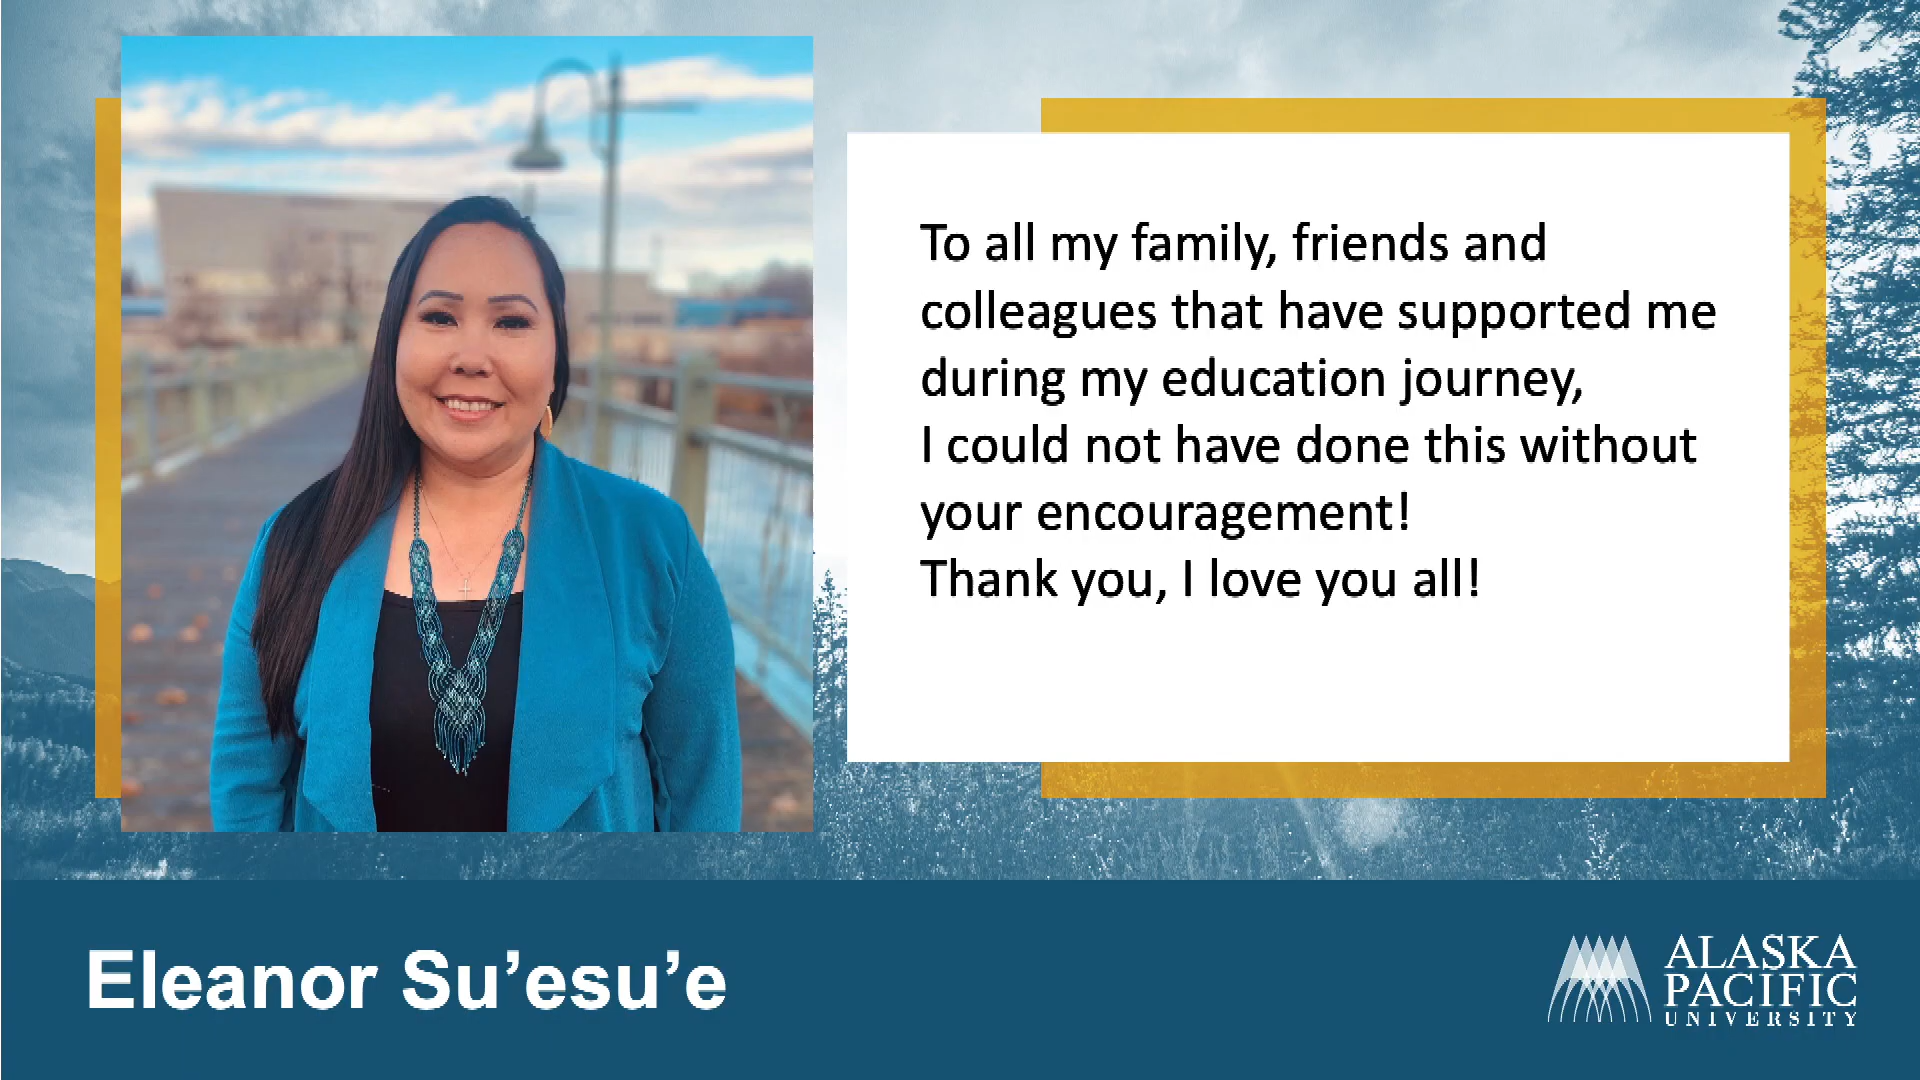 To all my family, friends and
colleagues that have supported me
during my education journey,
I could not have done this without
your encouragement!
Thank you, I love you all!
Eleanor Su’esu’e
ALASKA
PACIFIC
UNIVERSITY